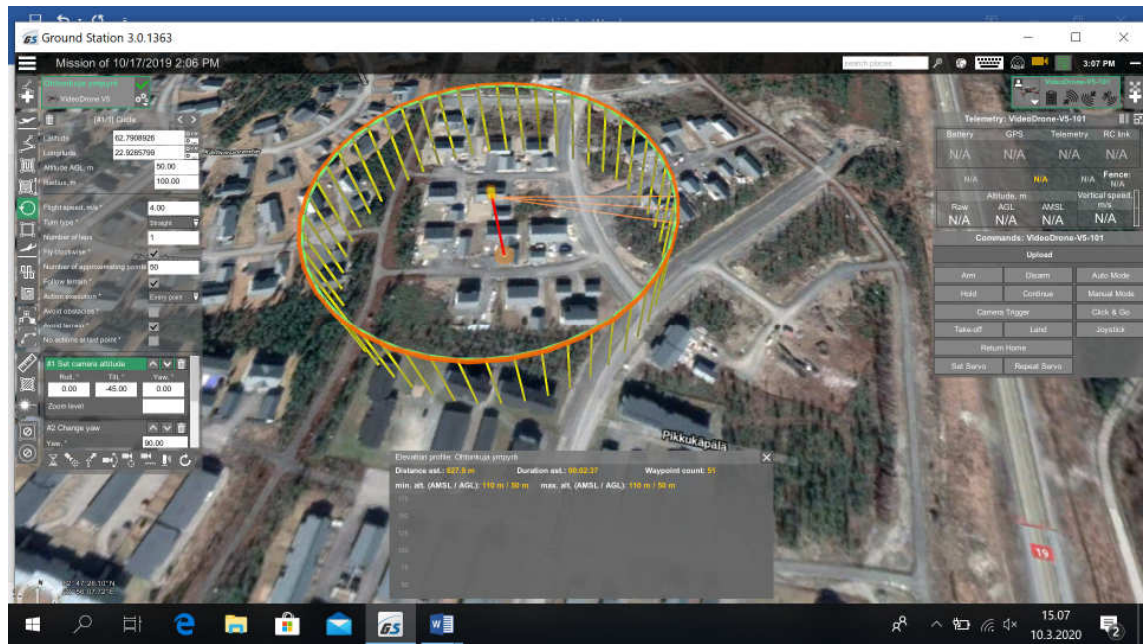 Ground Station 3.0.1363
Mission of 10/17/2019 2:06 PM
search places
3:07 PM
Ohtonkuja ympyrä
VideoDrone V5
VideoDrone-V5-101
[#1/1] Circle
Latitude 62.7908926
Longitude 22.9285799
Altitude AGL, m 50.00
Radius, m 100.00
Flight speed, m/s * 4.00
Turn type * Straight
Number of laps 1
Fly clockwise *
Number of approximating points 50
Follow terrain *
Action execution * Every point
Avoid obstacles *
Avoid terrain *
No actions at last point *
#1 Set camera attitude
Roll, ° Tilt, ° Yaw, °
0.00 -45.00 0.00
Zoom level
#2 Change yaw
Yaw, ° 90.00
Telemetry: VideoDrone-V5-101
Battery GPS Telemetry RC link
N/A N/A N/A N/A
N/A N/A N/A Fence: N/A
Altitude, m Vertical speed, m/s
Raw AGL AMSL
N/A N/A N/A N/A
Commands: VideoDrone-V5-101
Upload
Arm Disarm Auto Mode
Hold Continue Manual Mode
Camera Trigger Click & Go
Take-off Land Joystick
Return Home
Set Servo Repeat Servo
Pikkukäpälä
Elevation profile: Ohtonkuja ympyrä
Distance est.: 627.6 m Duration est.: 00:02:37 Waypoint count: 51
min. alt. (AMSL / AGL): 110 m / 50 m max. alt. (AMSL / AGL): 110 m / 50 m
19
15.07
10.3.2020